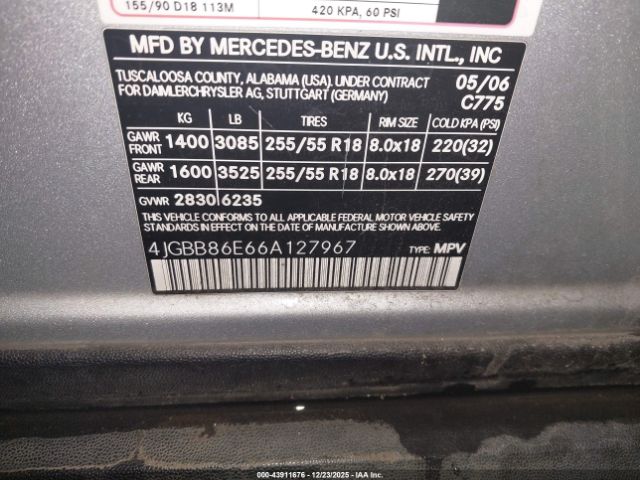 155/90 D18 113M 420 KPA, 60 PSI
MFD BY MERCEDES-BENZ U.S. INTL., INC
TUSCALOOSA COUNTY, ALABAMA (USA), UNDER CONTRACT 05/06
FOR DAIMLERCHRYSLER AG, STUTTGART (GERMANY) C775
KG LB TIRES RIM SIZE COLD KPA (PSI)
GAWR FRONT 1400 3085 255/55 R18 8.0x18 220(32)
GAWR REAR 1600 3525 255/55 R18 8.0x18 270(39)
GVWR 2830 6235
THIS VEHICLE CONFORMS TO ALL APPLICABLE FEDERAL MOTOR VEHICLE SAFETY
STANDARDS IN EFFECT ON THE DATE OF MANUFACTURE SHOWN ABOVE.
4JGBB86E66A127967 TYPE: MPV
000-43911676 • 12/23/2025 • IAA Inc.